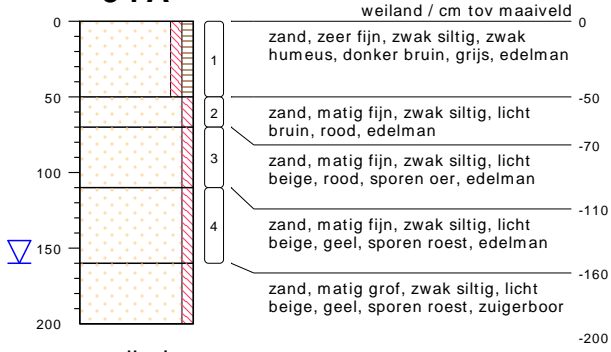 weiland / cm tov maaiveld
0
0
zand, zeer fijn, zwak siltig, zwak
humeus, donker bruin, grijs, edelman
1
50
-50
2
zand, matig fijn, zwak siltig, licht
bruin, rood, edelman
-70
3
zand, matig fijn, zwak siltig, licht
beige, rood, sporen oer, edelman
100
-110
4
zand, matig fijn, zwak siltig, licht
beige, geel, sporen roest, edelman
150
-160
zand, matig grof, zwak siltig, licht
beige, geel, sporen roest, zuigerboor
200
-200